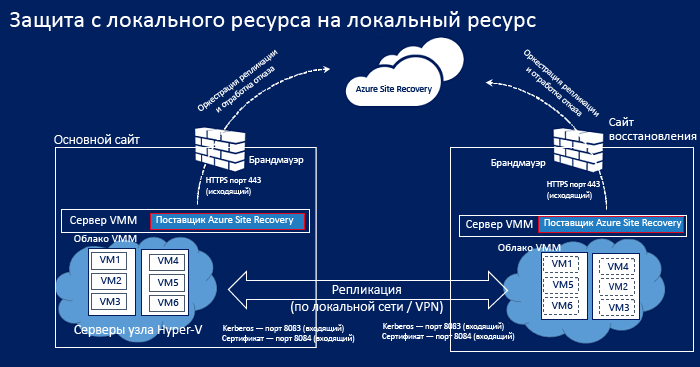 Защита с локального ресурса на локальный ресурс
Azure Site Recovery
Оркестрация репликации
и отработка отказа
Оркестрация репликации
и отработка отказа
Основной сайт
Брандмауэр
HTTPS порт 443
(исходящий)
Сервер VMM
Поставщик Azure Site Recovery
Облако VMM
VM1
VM2
VM3
VM4
VM5
VM6
Серверы узла Hyper-V
Репликация
(по локальной сети / VPN)
Kerberos — порт 8083 (входящий)
Сертификат — порт 8084 (входящий)
Kerberos — порт 8083 (входящий)
Сертификат — порт 8084 (входящий)
Сайт
восстановления
Брандмауэр
HTTPS порт 443
(исходящий)
Сервер VMM
Поставщик Azure Site Recovery
Облако VMM
VM1
VM5
VM6
VM4
VM2
VM3